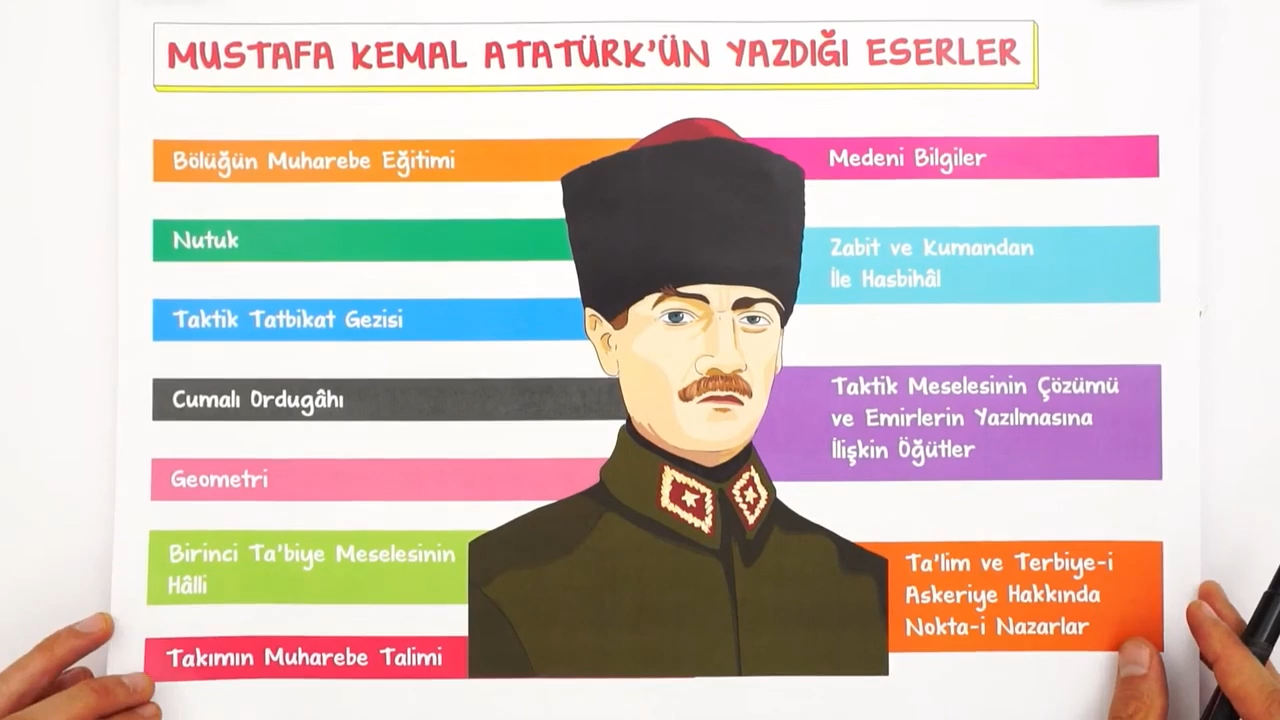 MUSTAFA KEMAL ATATÜRK'ÜN YAZDIĞI ESERLER
Bölüğün Muharebe Eğitimi
Nutuk
Taktik Tatbikat Gezisi
Cumalı Ordugâhı
Geometri
Birinci Ta'biye Meselesinin
Hâlli
Takımın Muharebe Talimi
Medeni Bilgiler
Zabit ve Kumandan
İle Hasbihâl
Taktik Meselesinin Çözümü
ve Emirlerin Yazılmasına
İlişkin Öğütler
Ta'lim ve Terbiye-i
Askeriye Hakkında
Nokta-i Nazarlar